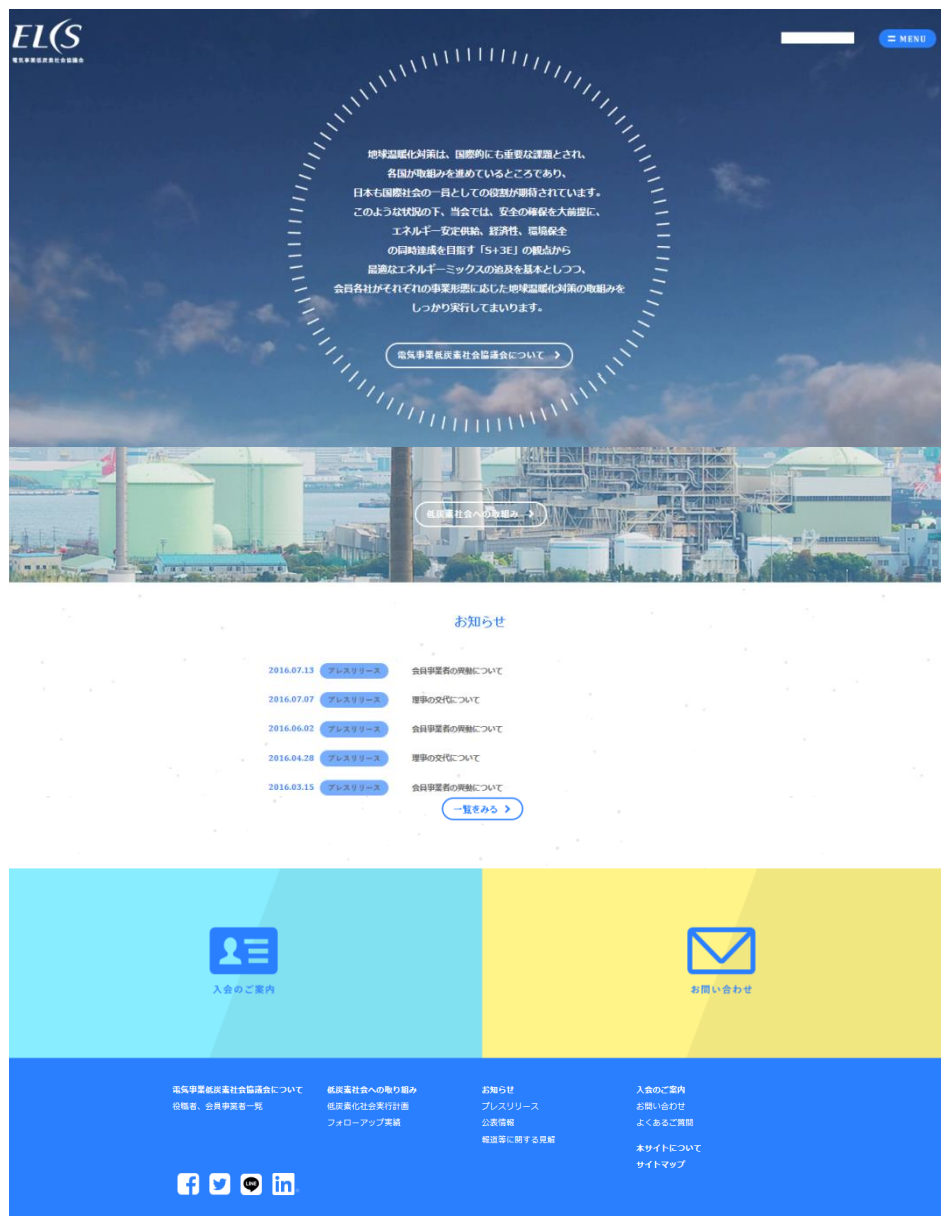 ELCS
電気事業低炭素社会協議会
MENU
地球温暖化対策は、国際的にも重要な課題とされ、
各国が取組みを進めているところであり、
日本も国際社会の一員としての役割が期待されています。
このような状況の下、当会では、安全の確保を大前提に、
エネルギー安定供給、経済性、環境保全
の同時達成を目指す「S+3E」の観点から
最適なエネルギーミックスの追及を基本としつつ、
会員各社がそれぞれの事業形態に応じた地球温暖化対策の取組みを
しっかり実行してまいります。
電気事業低炭素社会協議会について
低炭素社会への取組み
お知らせ
2016.07.13 プレスリリース 会員事業者の異動について
2016.07.07 プレスリリース 理事の交代について
2016.06.02 プレスリリース 会員事業者の異動について
2016.04.28 プレスリリース 理事の交代について
2016.03.15 プレスリリース 会員事業者の異動について
一覧をみる
入会のご案内
お問い合わせ
電気事業低炭素社会協議会について
役職者、会員事業者一覧
低炭素社会への取り組み
低炭素化社会実行計画
フォローアップ実績
お知らせ
プレスリリース
公表情報
報道等に関する見解
入会のご案内
お問い合わせ
よくあるご質問
本サイトについて
サイトマップ
LINE
in